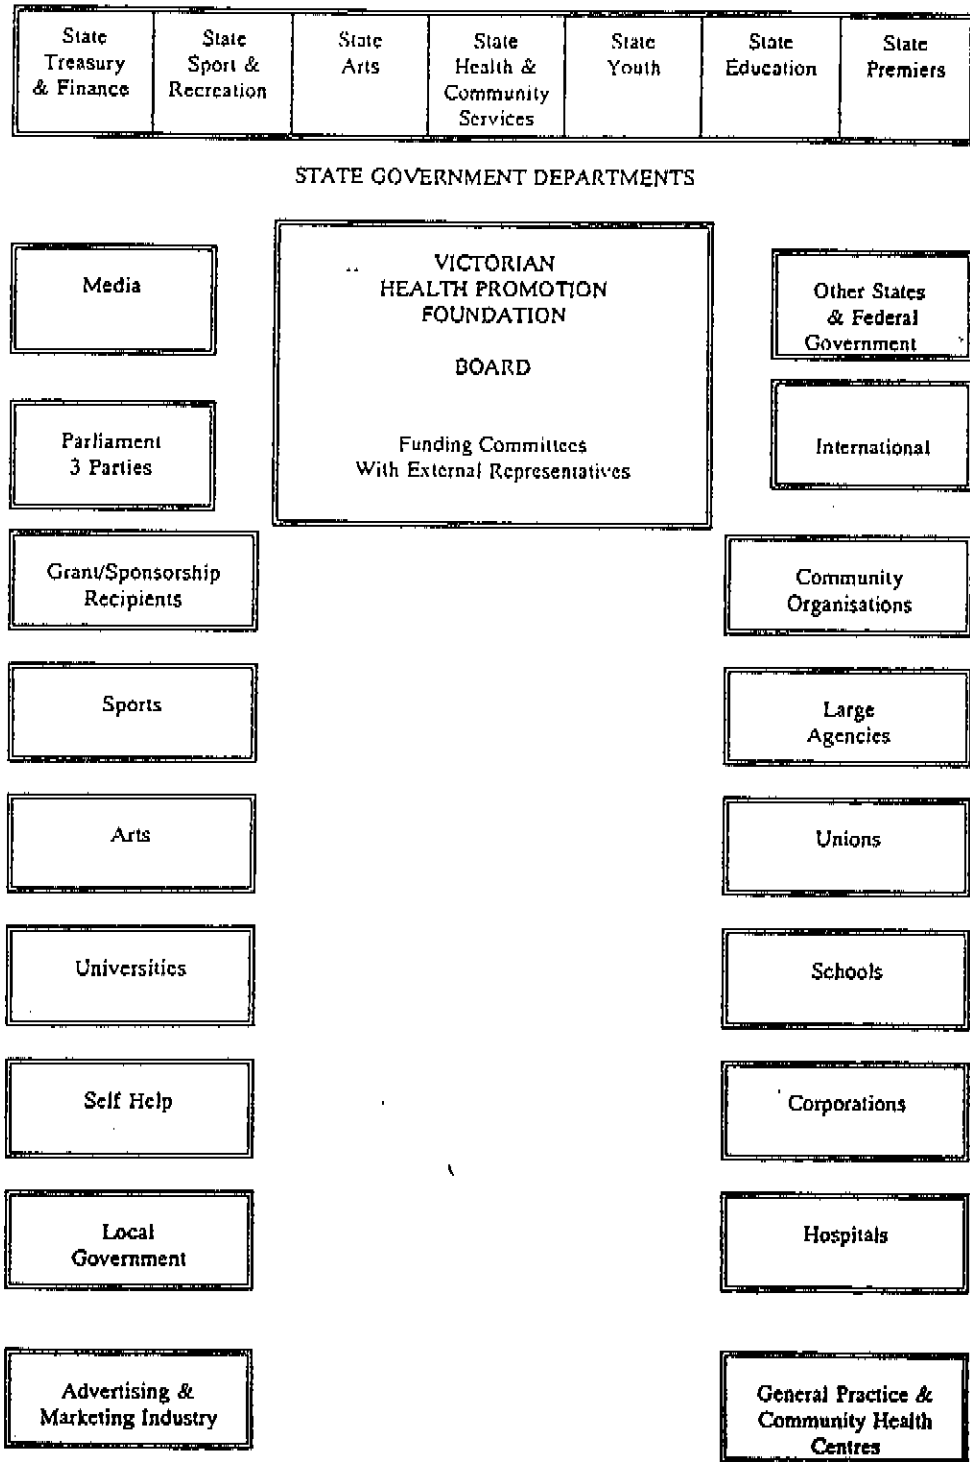 State
Treasury
& Finance
State
Sport &
Recreation
State
Arts
State
Health &
Community
Services
State
Youth
State
Education
State
Premiers
STATE GOVERNMENT DEPARTMENTS
Media
Parliament
3 Parties
VICTORIAN
HEALTH PROMOTION
FOUNDATION
BOARD
Funding Committees
With External Representatives
Other States
& Federal
Government
International
Grant/Sponsorship
Recipients
Community
Organisations
Sports
Large
Agencies
Arts
Unions
Universities
Schools
Self Help
Corporations
Local
Government
Hospitals
Advertising &
Marketing Industry
General Practice &
Community Health
Centres